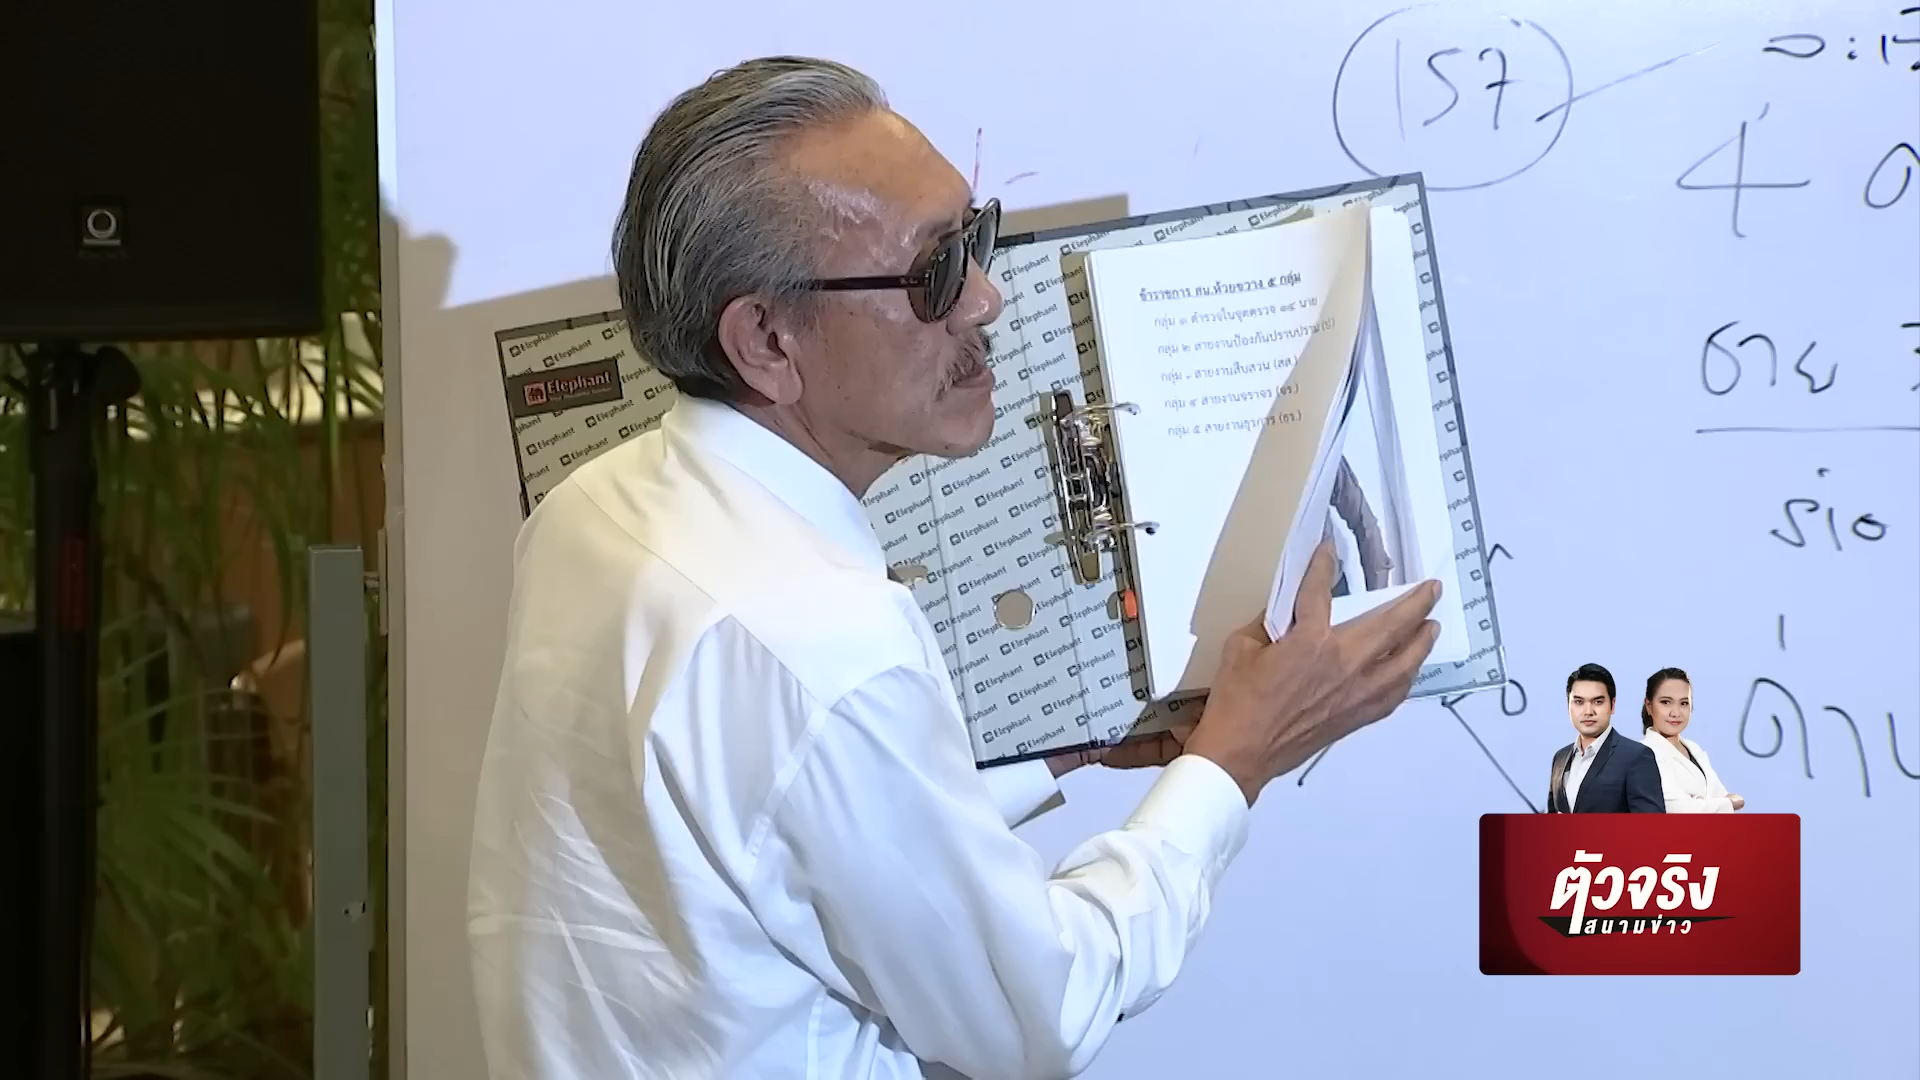 157
4
ข้าราชการ สน.ห้วยขวาง ๕ กลุ่ม
กลุ่ม ๑ ตำรวจในจุดตรวจ ๑๔ นาย
กลุ่ม ๒ สายงานป้องกันปราบปราม (ป)
กลุ่ม ๓ สายงานสืบสวน (สส.)
กลุ่ม ๔ สายงานจราจร (จร.)
กลุ่ม ๕ สายงานธุรการ (ธร.)
Elephant
ชาย
ตัวจริง
สนามข่าว